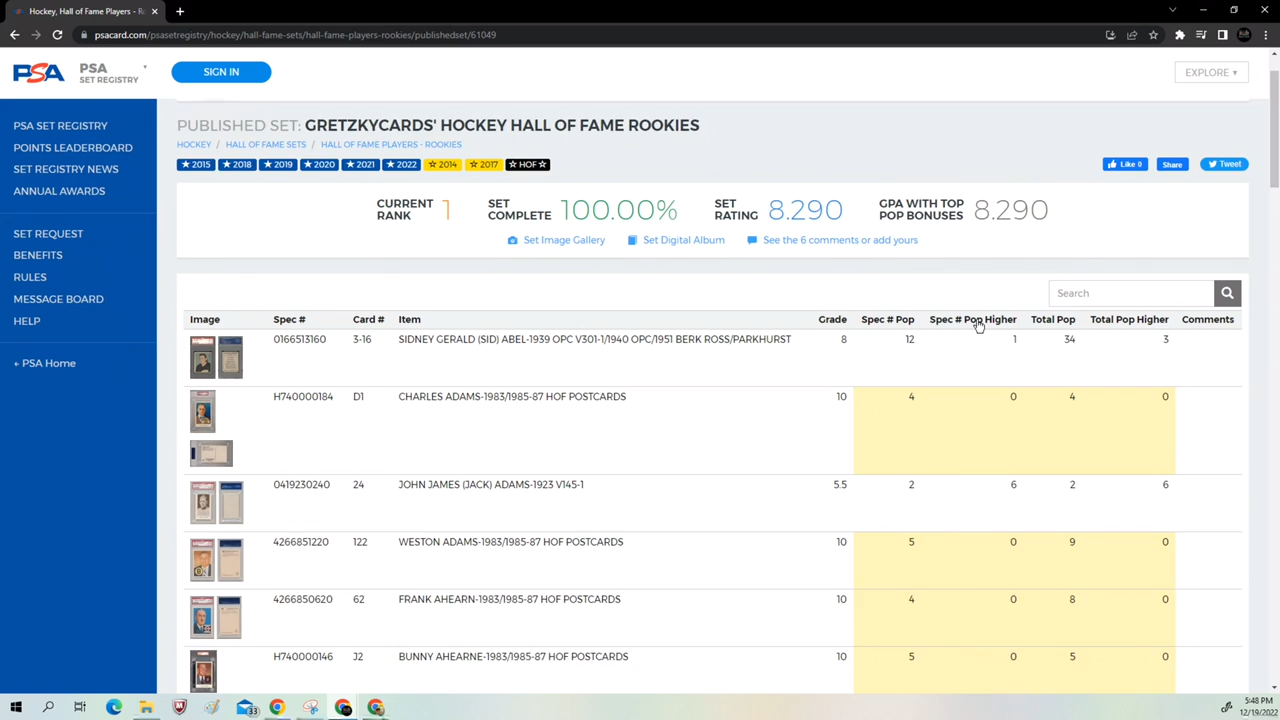 Hockey, Hall of Fame Players - Ro
psacard.com/psasetregistry/hockey/hall-fame-sets/hall-fame-players-rookies/publishedset/61049
PSA PSA SET REGISTRY
SIGN IN
EXPLORE ▾
PSA SET REGISTRY
POINTS LEADERBOARD
SET REGISTRY NEWS
ANNUAL AWARDS
SET REQUEST
BENEFITS
RULES
MESSAGE BOARD
HELP
PSA Home
PUBLISHED SET: GRETZKYCARDS' HOCKEY HALL OF FAME ROOKIES
HOCKEY HALL OF FAME SETS HALL OF FAME PLAYERS - ROOKIES
★ 2015 ★ 2018 ★ 2019 ★ 2020 ★ 2021 ★ 2022 ☆ 2014 ☆ 2017 ☆ HOF ☆
Like 0 Share Tweet
CURRENT RANK 1 SET COMPLETE 100.00% SET RATING 8.290 GPA WITH TOP POP BONUSES 8.290
Set Image Gallery Set Digital Album See the 6 comments or add yours
Search
Image Spec # Card # Item Grade Spec # Pop Spec # Pop Higher Total Pop Total Pop Higher Comments
0166513160 3-16 SIDNEY GERALD (SID) ABEL-1939 OPC V301-1/1940 OPC/1951 BERK ROSS/PARKHURST 8 12 1 34 3
H740000184 D1 CHARLES ADAMS-1983/1985-87 HOF POSTCARDS 10 4 0 4 0
0419230240 24 JOHN JAMES (JACK) ADAMS-1923 V145-1 5.5 2 6 2 6
4266851220 122 WESTON ADAMS-1983/1985-87 HOF POSTCARDS 10 5 0 9 0
4266850620 62 FRANK AHEARN-1983/1985-87 HOF POSTCARDS 10 4 0 8 0
H740000146 J2 BUNNY AHEARNE-1983/1985-87 HOF POSTCARDS 10 5 0 5 0
33
5:48 PM
12/19/2022